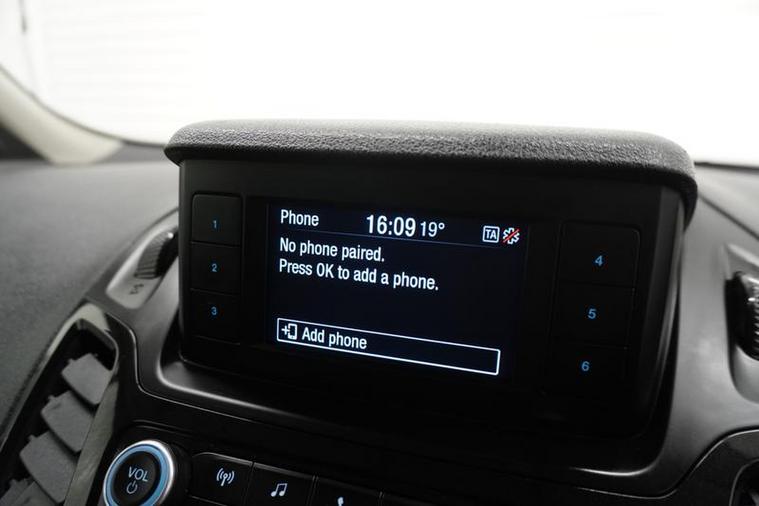 Phone 16:09 19° TA
No phone paired.
Press OK to add a phone.
Add phone
1
2
3
4
5
6
VOL